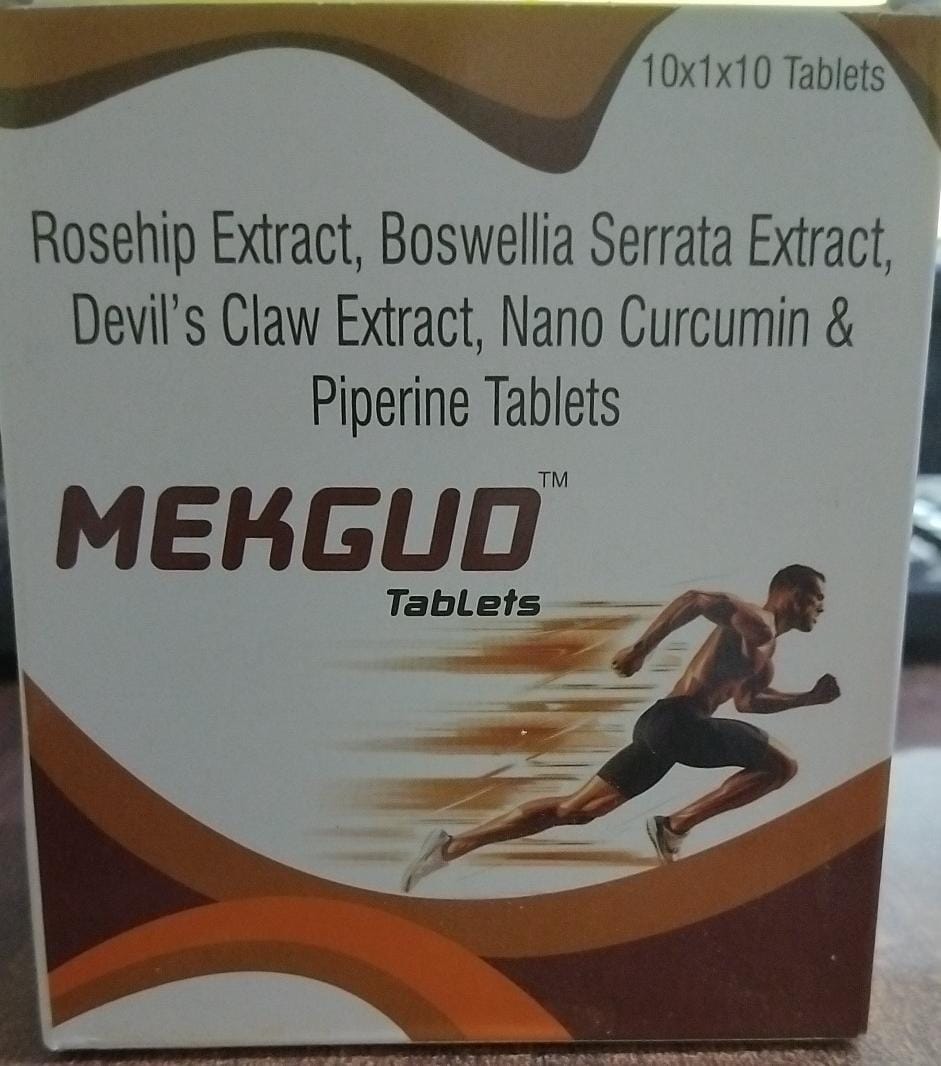 10x1x10 Tablets
Rosehip Extract, Boswellia Serrata Extract,
Devil's Claw Extract, Nano Curcumin &
Piperine Tablets
MEKGUD™
Tablets